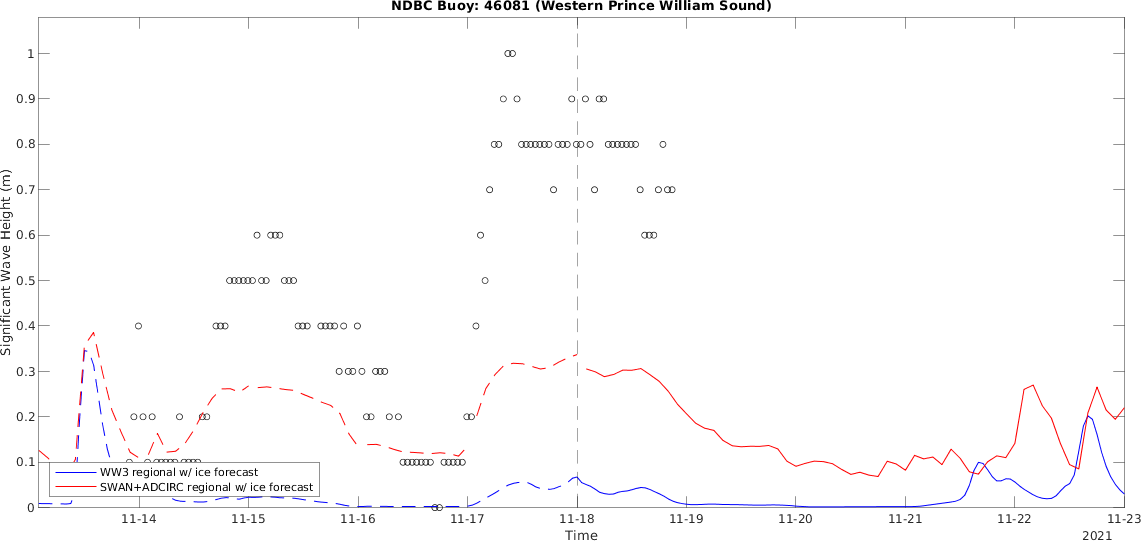 NDBC Buoy: 46081 (Western Prince William Sound)
Significant Wave Height (m)
1
0.9
0.8
0.7
0.6
0.5
0.4
0.3
0.2
0.1
0
WW3 regional w/ ice forecast
SWAN+ADCIRC regional w/ ice forecast
11-14 11-15 11-16 11-17 11-18 11-19 11-20 11-21 11-22 11-23
Time
2021